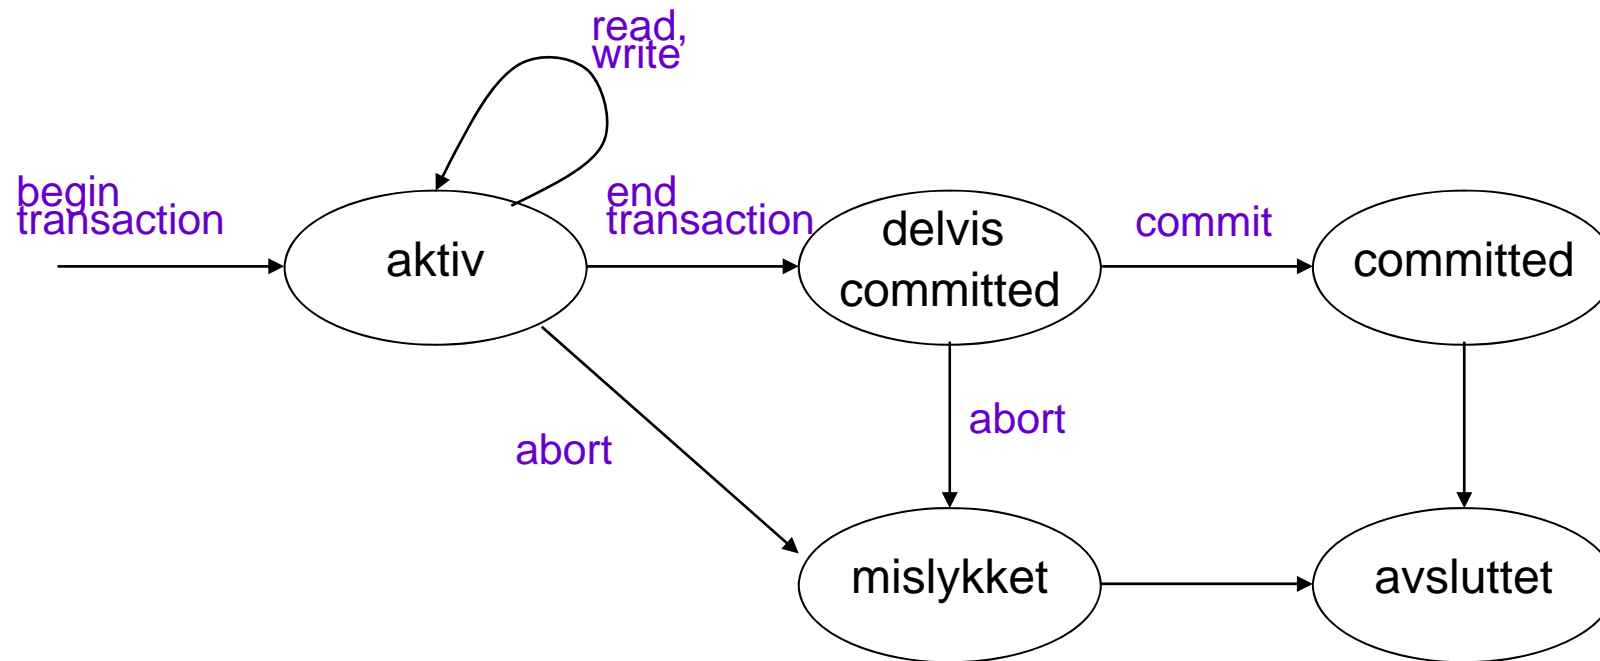 read,
write
begin
transaction
end
transaction
commit
aktiv
delvis
committed
committed
abort
abort
mislykket
avsluttet